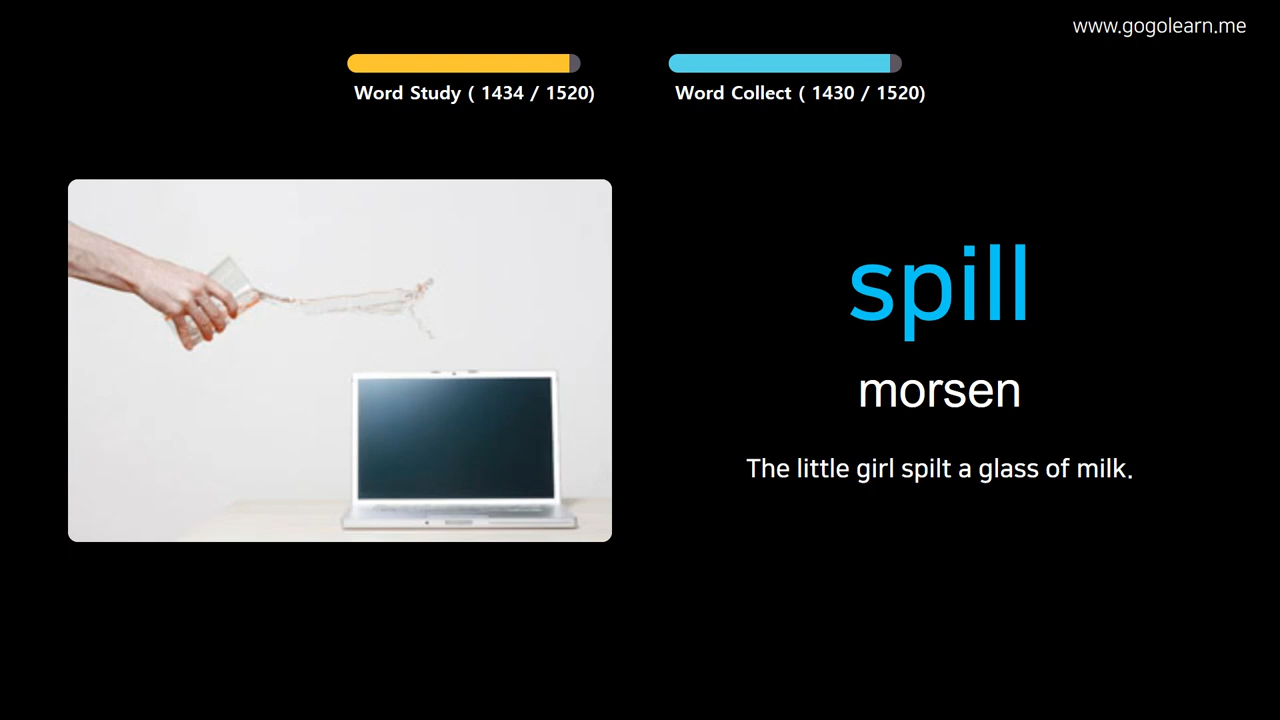 www.gogolearn.me
Word Study ( 1434 / 1520)
Word Collect ( 1430 / 1520)
spill
morsen
The little girl spilt a glass of milk.